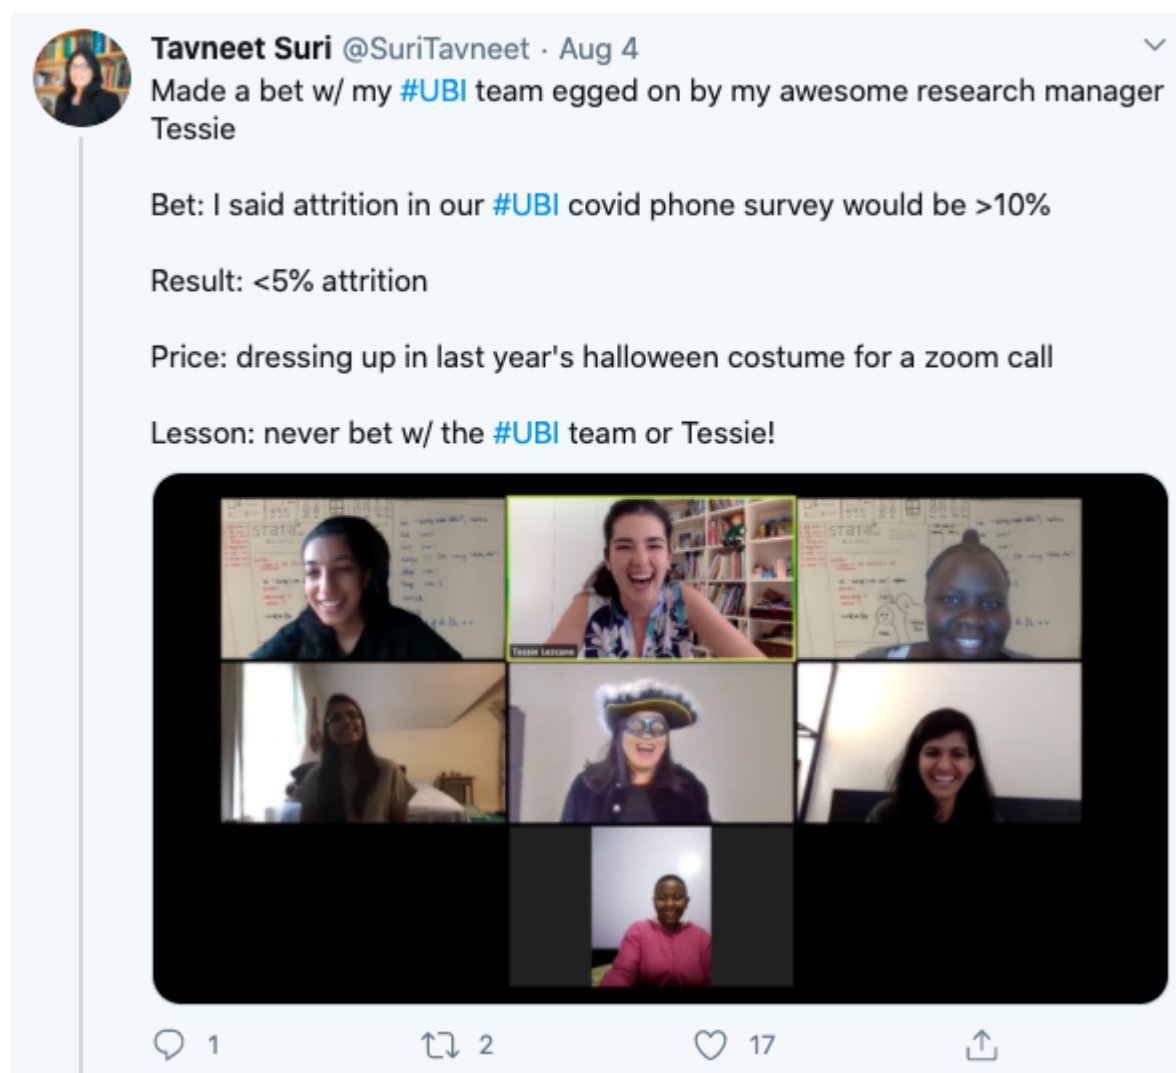 Tavneet Suri @SuriTavneet · Aug 4
Made a bet w/ my #UBI team egged on by my awesome research manager
Tessie
Bet: I said attrition in our #UBI covid phone survey would be >10%
Result: <5% attrition
Price: dressing up in last year's halloween costume for a zoom call
Lesson: never bet w/ the #UBI team or Tessie!
Tessie Lezcano
1 2 17